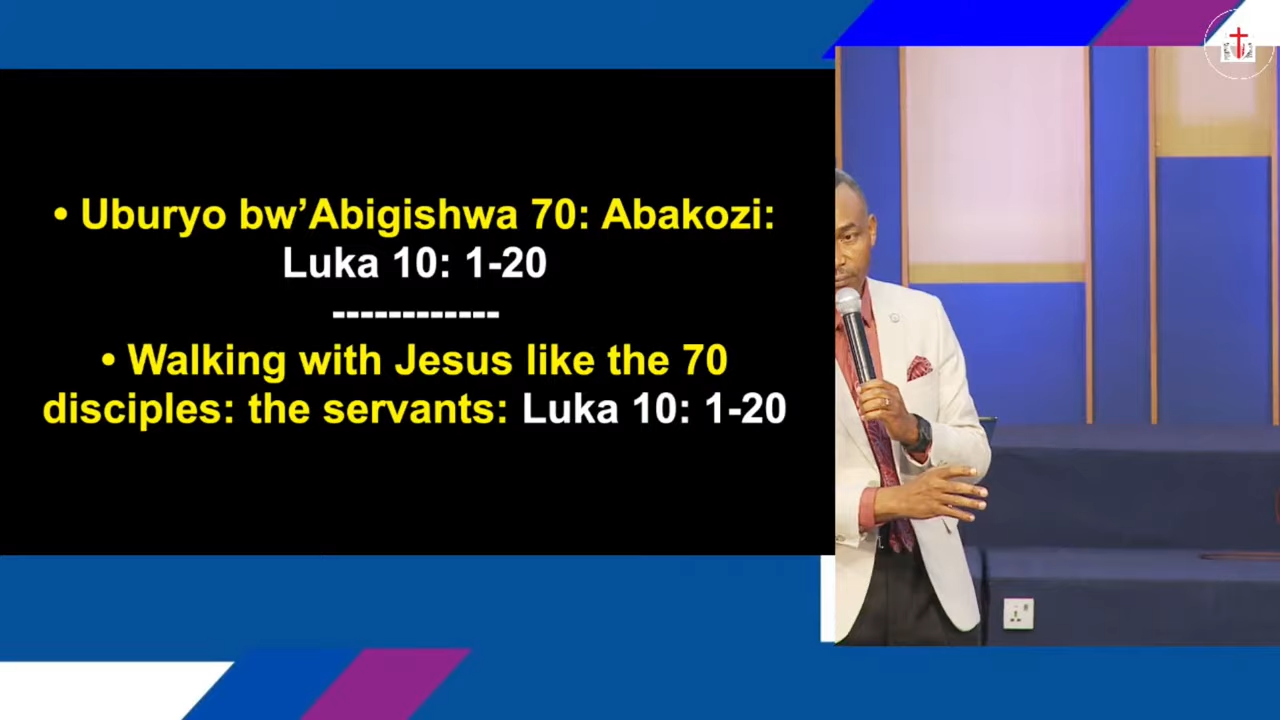 • Uburyo bw’Abigishwa 70: Abakozi:
Luka 10: 1-20
------------
• Walking with Jesus like the 70
disciples: the servants: Luka 10: 1-20